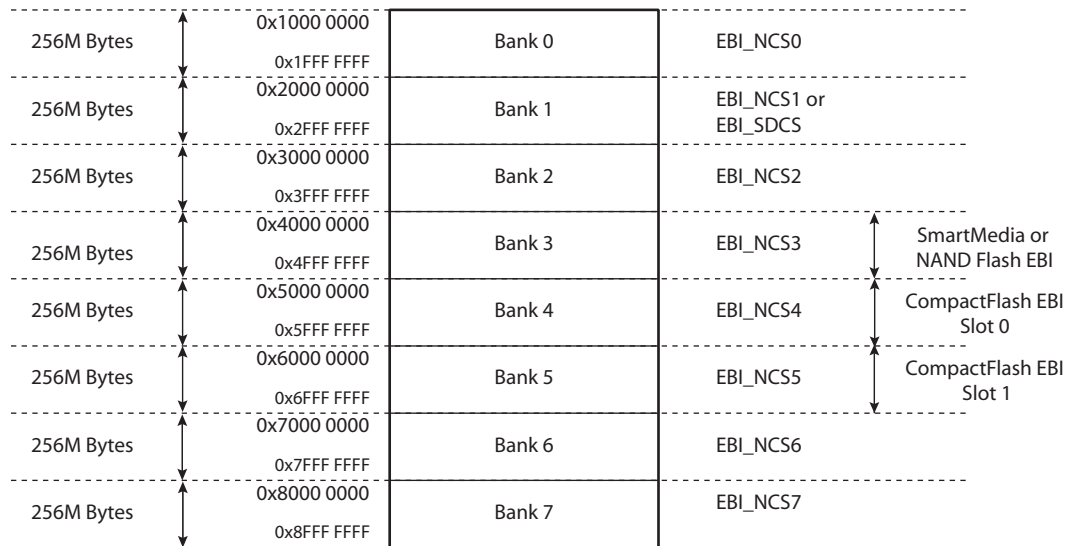 256M Bytes
0x1000 0000
0x1FFF FFFF
Bank 0
EBI_NCS0
256M Bytes
0x2000 0000
0x2FFF FFFF
Bank 1
EBI_NCS1 or
EBI_SDCS
256M Bytes
0x3000 0000
0x3FFF FFFF
Bank 2
EBI_NCS2
256M Bytes
0x4000 0000
0x4FFF FFFF
Bank 3
EBI_NCS3
SmartMedia or
NAND Flash EBI
256M Bytes
0x5000 0000
0x5FFF FFFF
Bank 4
EBI_NCS4
CompactFlash EBI
Slot 0
256M Bytes
0x6000 0000
0x6FFF FFFF
Bank 5
EBI_NCS5
CompactFlash EBI
Slot 1
256M Bytes
0x7000 0000
0x7FFF FFFF
Bank 6
EBI_NCS6
256M Bytes
0x8000 0000
0x8FFF FFFF
Bank 7
EBI_NCS7